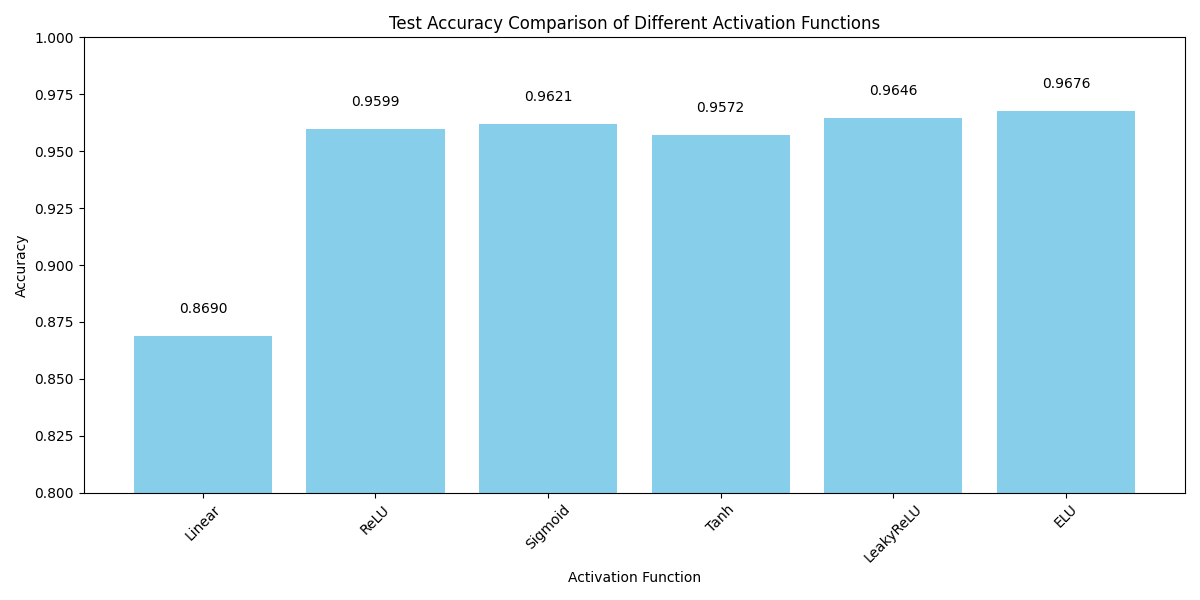 Test Accuracy Comparison of Different Activation Functions
1.000
0.975
0.950
0.925
0.900
0.875
0.850
0.825
0.800
Accuracy
0.8690
0.9599
0.9621
0.9572
0.9646
0.9676
Linear
ReLU
Sigmoid
Tanh
LeakyReLU
ELU
Activation Function